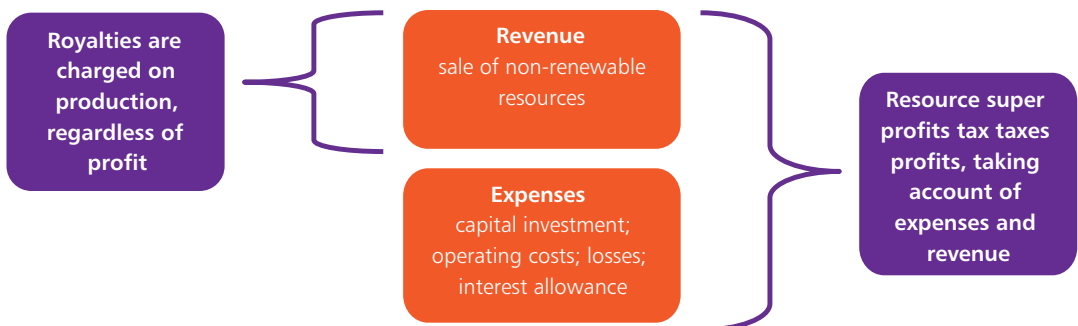 Royalties are
charged on
production,
regardless of
profit
Revenue
sale of non-renewable
resources
Expenses
capital investment;
operating costs; losses;
interest allowance
Resource super
profits tax taxes
profits, taking
account of
expenses and
revenue